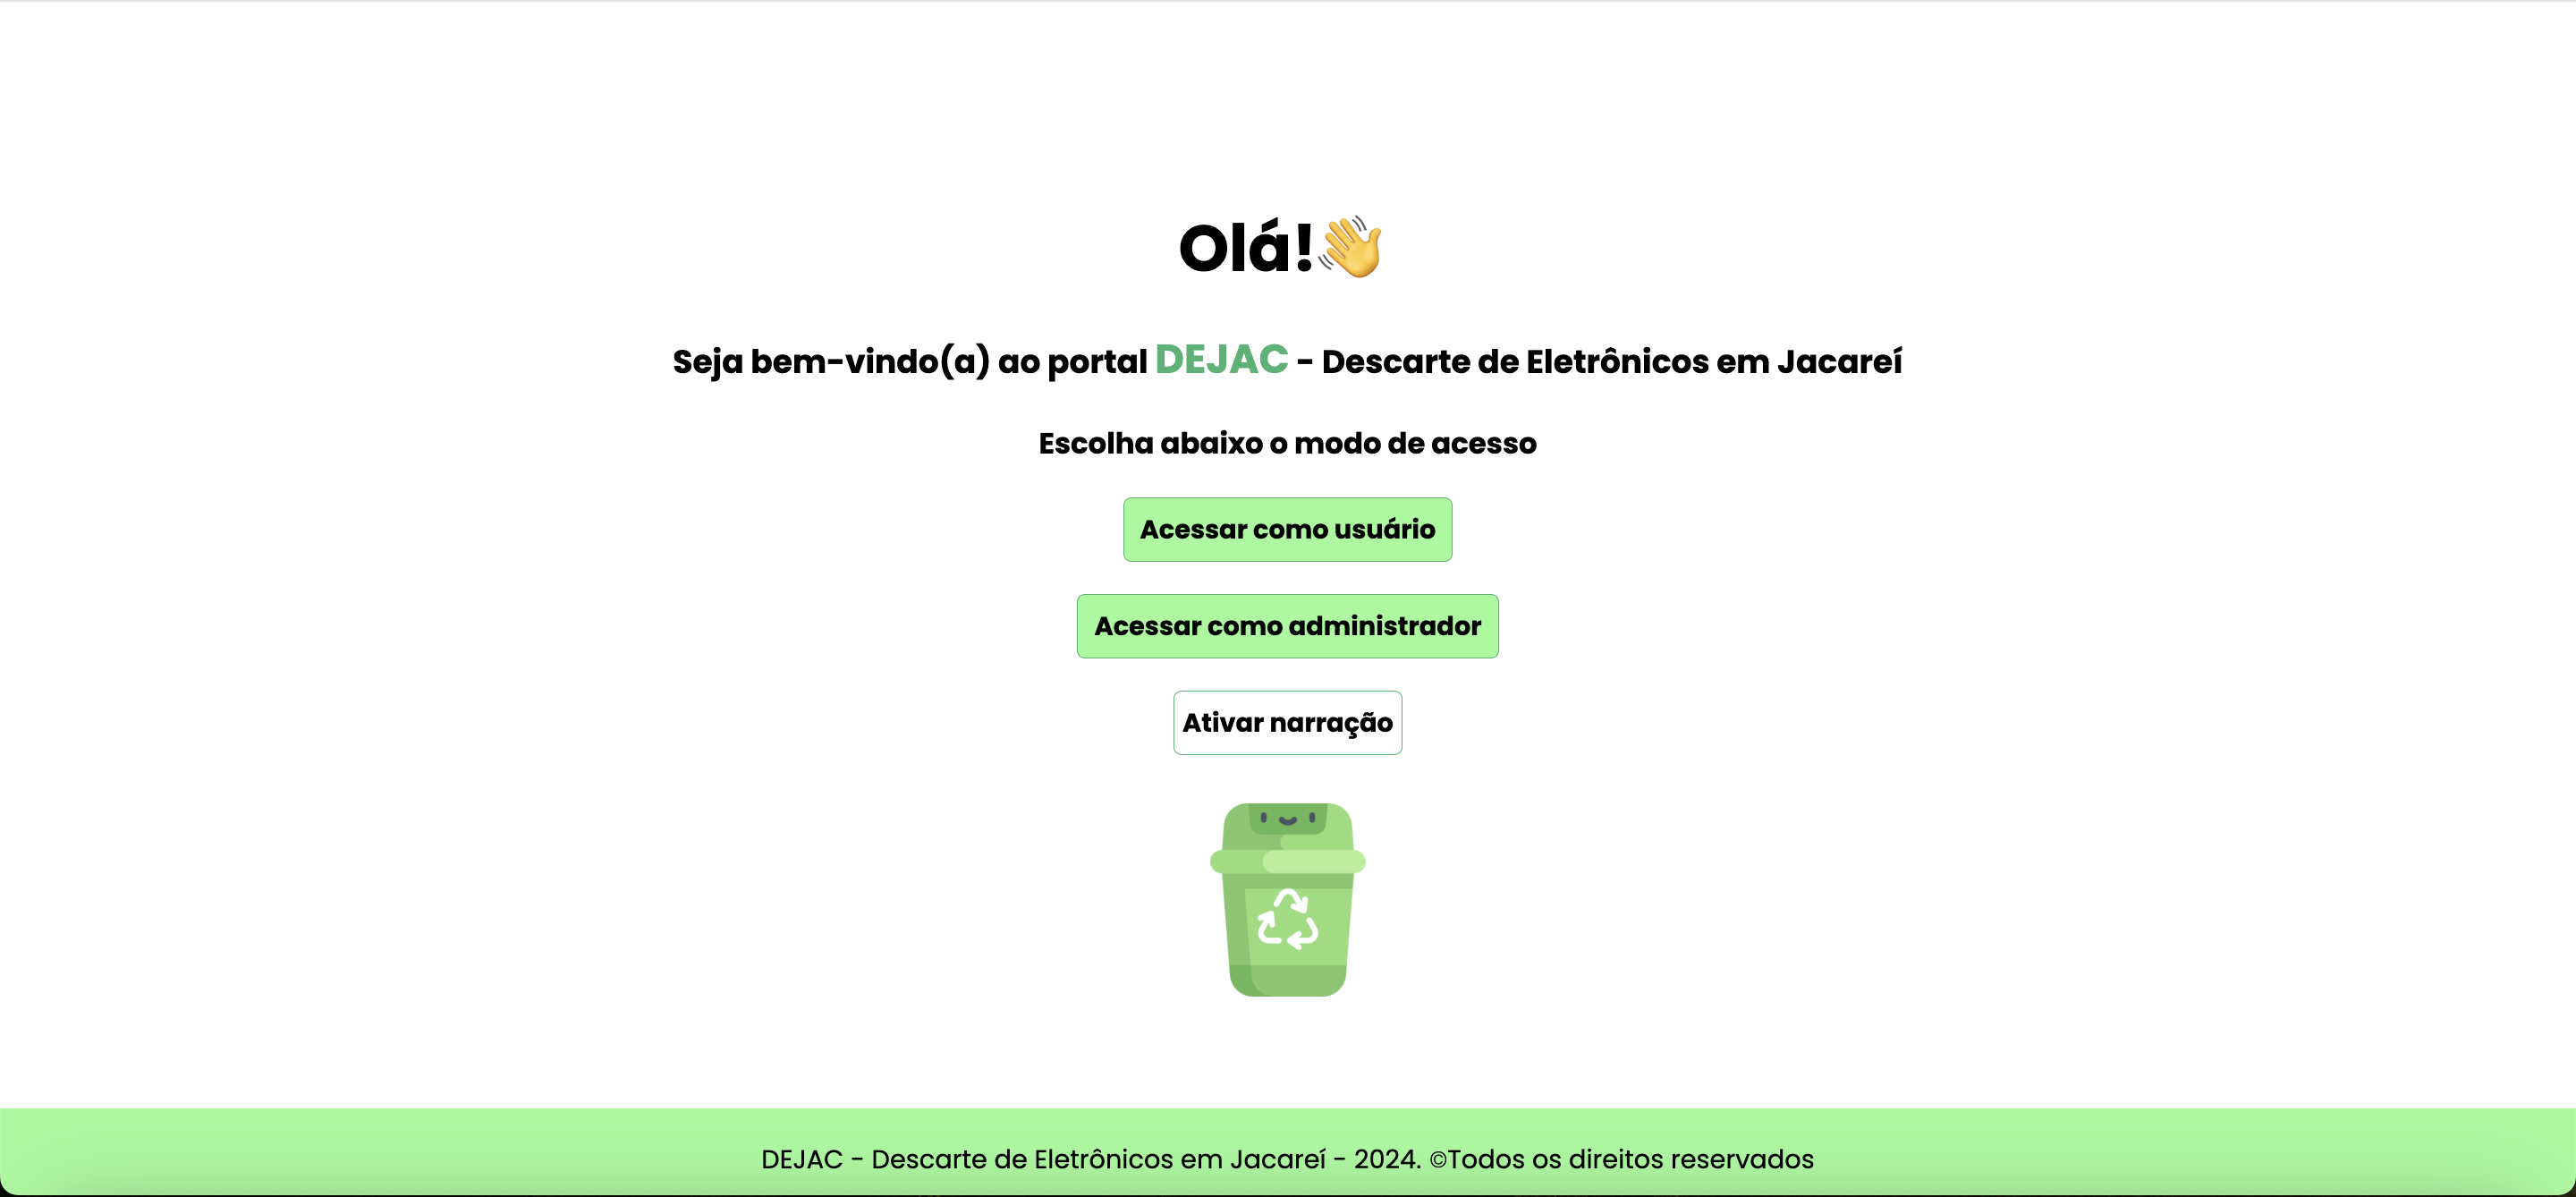 Olá!👋
Seja bem-vindo(a) ao portal DEJAC - Descarte de Eletrônicos em Jacareí
Escolha abaixo o modo de acesso
Acessar como usuário
Acessar como administrador
Ativar narração
DEJAC - Descarte de Eletrônicos em Jacareí - 2024. ©Todos os direitos reservados